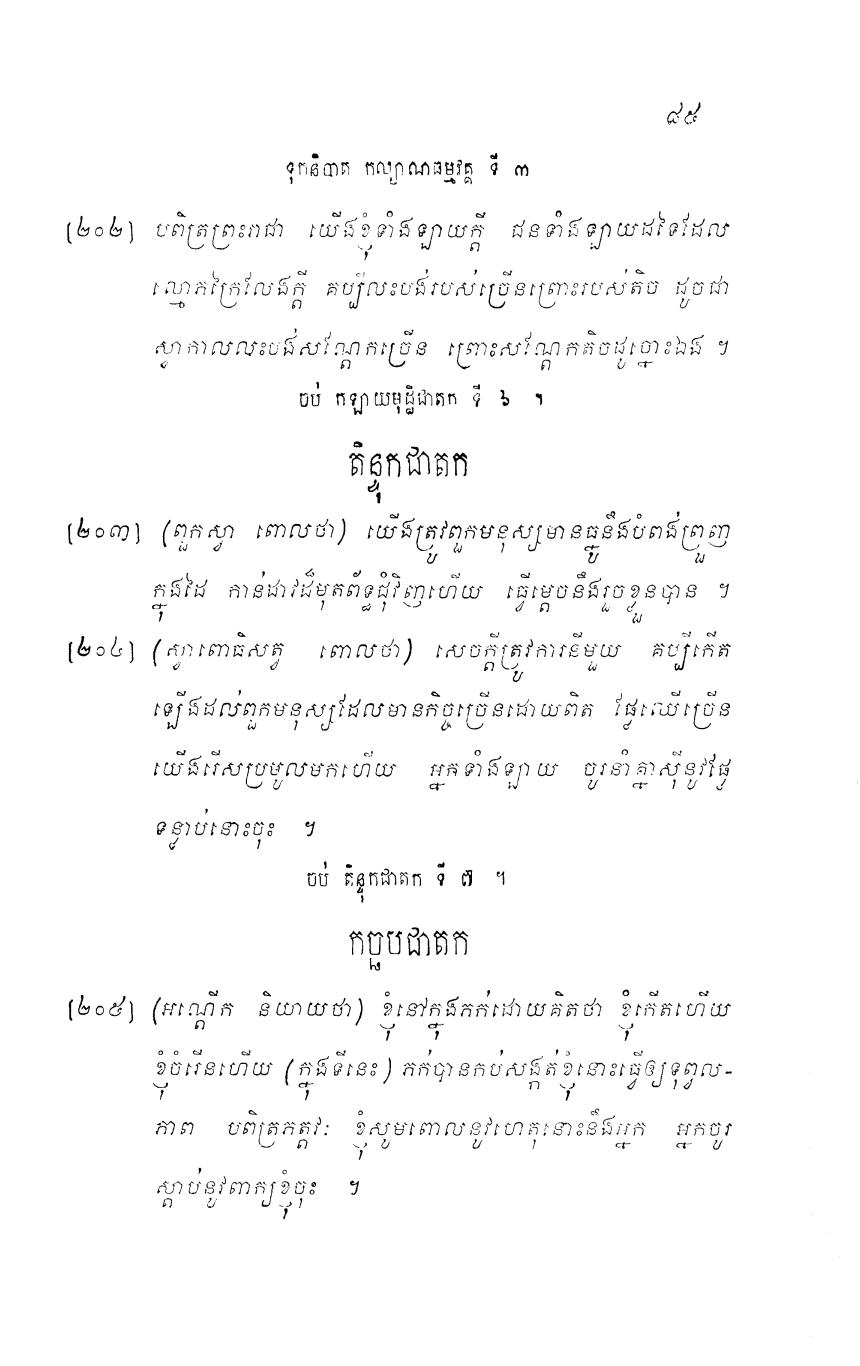 ៨៥
ទុកនិបាត កល្យាណធម្មវគ្គ ទី ៣
[២០២] បពិត្រព្រះរាជា យើងខ្ញុំទាំងឡាយក្តី ជនទាំងឡាយដទៃដែល
ល្មោភក្រៃលែងក្តី គប្បីលះបង់របស់ច្រើនព្រោះរបស់តិច ដូចជា
ស្វាកាលលះបង់សណ្តែកច្រើន ព្រោះសណ្តែកតិចដូច្នោះឯង ។
ចប់ កឡាយមុដ្ឋិជាតក ទី ៦ ។
តិន្ទុកជាតក
[២០៣] (ពួកស្វា ពោលថា) យើងត្រូវពួកមនុស្សមានធ្នូនឹងបំពង់ព្រួញ
ក្នុងដៃ កាន់ដាវដ៏មុតព័ទ្ធជុំវិញហើយ ធ្វើម្តេចនឹងរួចខ្លួនបាន ។
[២០៤] (ស្វាពោធិសត្វ ពោលថា) សេចក្តីត្រូវការនីមួយ គប្បីកើត
ឡើងដល់ពួកមនុស្សដែលមានកិច្ចច្រើនដោយពិត ផ្លែឈើច្រើន
យើងរើសប្រមូលមកហើយ អ្នកទាំងឡាយ ចូរនាំគ្នាស៊ីនូវផ្លែ
ទន្លាប់នោះចុះ ។
ចប់ តិន្ទុកជាតក ទី ៧ ។
កច្ឆបជាតក
[២០៥] (អណ្តើក និយាយថា) ខ្ញុំនៅក្នុងភក់ដោយគិតថា ខ្ញុំកើតហើយ
ខ្ញុំចំរើនហើយ (ក្នុងទីនេះ) ភក់បានកប់សង្កត់ខ្ញុំនោះធ្វើឲ្យទុព្វល-
ភាព បពិត្រភគ្គវៈ ខ្ញុំសូមពោលនូវហេតុនោះនឹងអ្នក អ្នកចូរ
ស្តាប់នូវពាក្យខ្ញុំចុះ ។